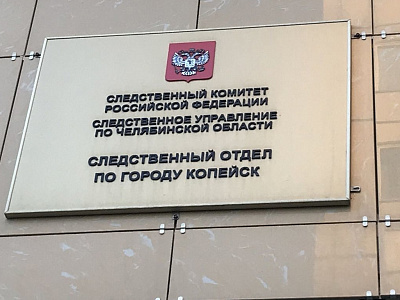 СЛЕДСТВЕННЫЙ КОМИТЕТ
РОССИЙСКОЙ ФЕДЕРАЦИИ
СЛЕДСТВЕННОЕ УПРАВЛЕНИЕ
ПО ЧЕЛЯБИНСКОЙ ОБЛАСТИ
СЛЕДСТВЕННЫЙ ОТДЕЛ
ПО ГОРОДУ КОПЕЙСК